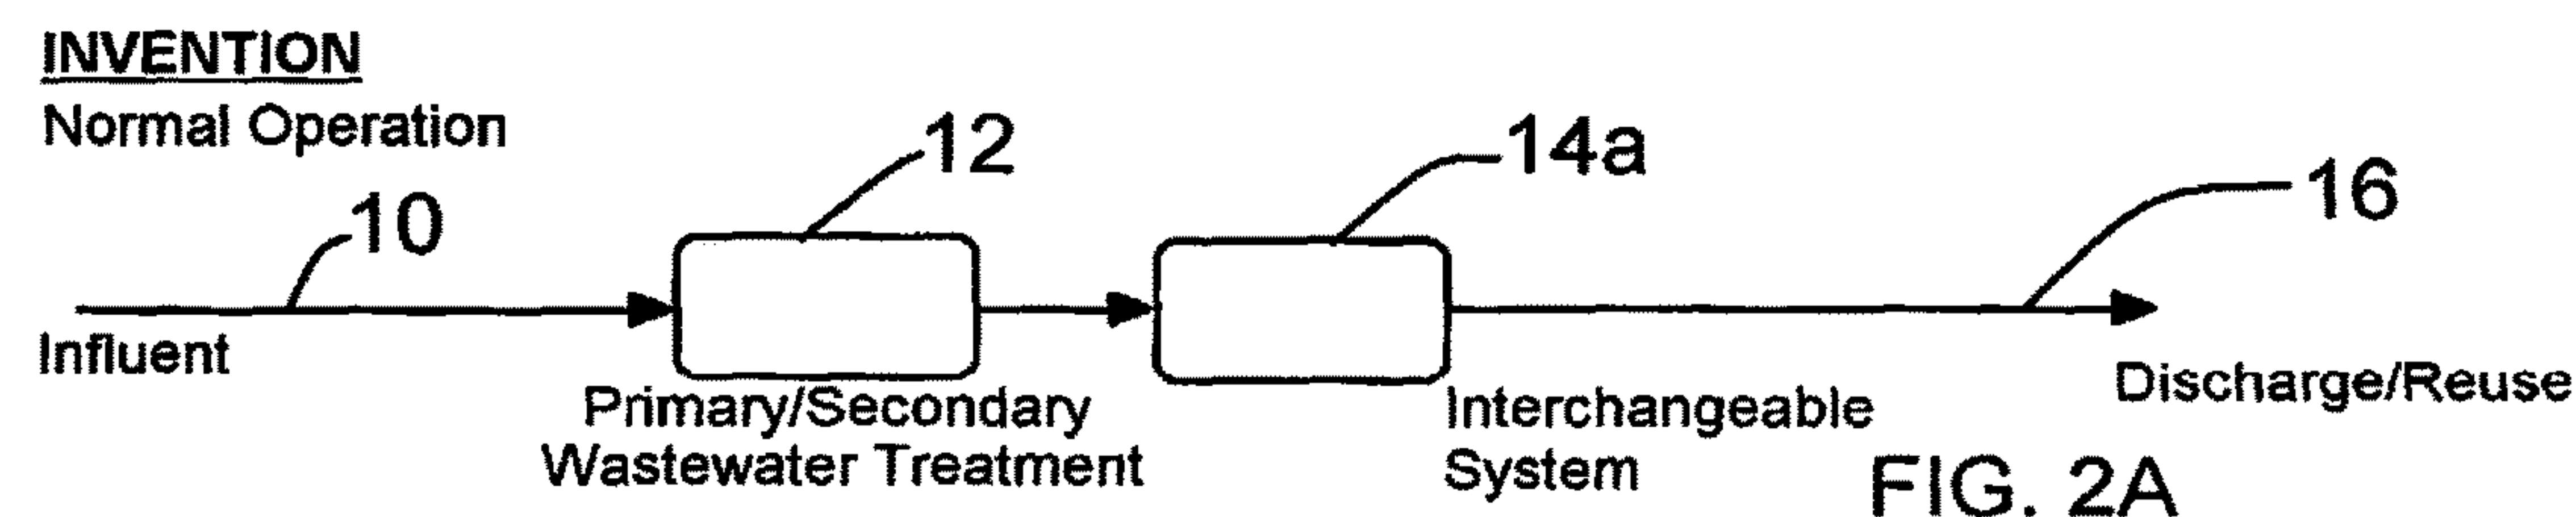 INVENTION
Normal Operation
12
14a
10
16
Influent
Primary/Secondary
Wastewater Treatment
Interchangeable
System
Discharge/Reuse
FIG. 2A